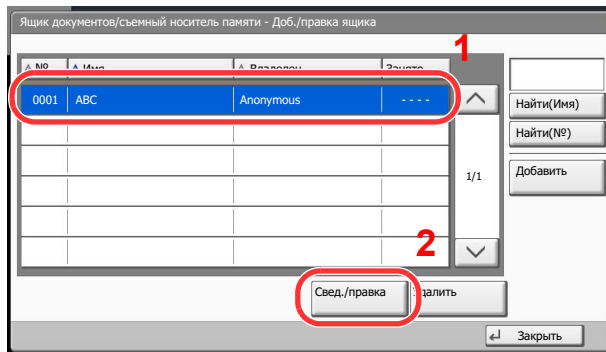 Ящик документов/съемный носитель памяти - Доб./правка ящика
1
№ Имя Владелец Занято
0001 ABC Anonymous - - - -
Найти(Имя)
Найти(№)
1/1
Добавить
2
Свед./правка Удалить
Закрыть